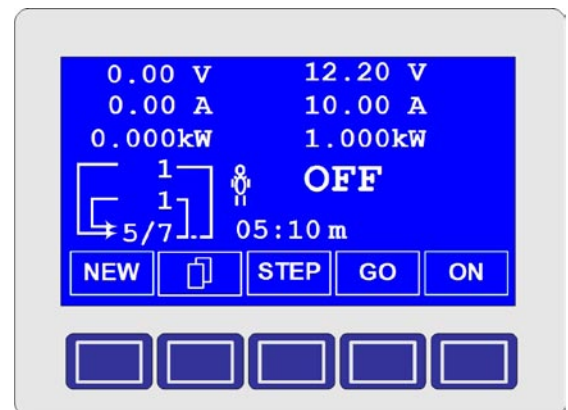 0.00 V 12.20 V
0.00 A 10.00 A
0.000kW 1.000kW
1 OFF
1
5/7 05:10 m
NEW STEP GO ON